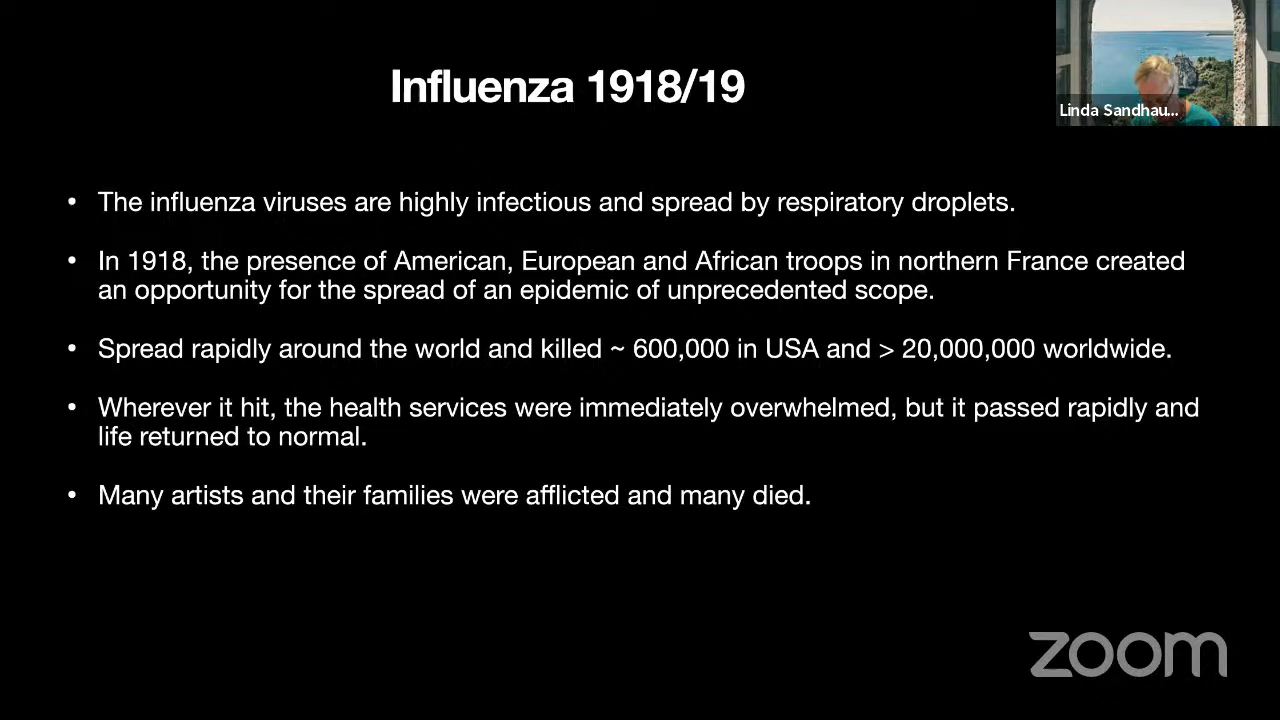 Influenza 1918/19
Linda Sandhau...
• The influenza viruses are highly infectious and spread by respiratory droplets.
• In 1918, the presence of American, European and African troops in northern France created
an opportunity for the spread of an epidemic of unprecedented scope.
• Spread rapidly around the world and killed ~ 600,000 in USA and > 20,000,000 worldwide.
• Wherever it hit, the health services were immediately overwhelmed, but it passed rapidly and
life returned to normal.
• Many artists and their families were afflicted and many died.
zoom